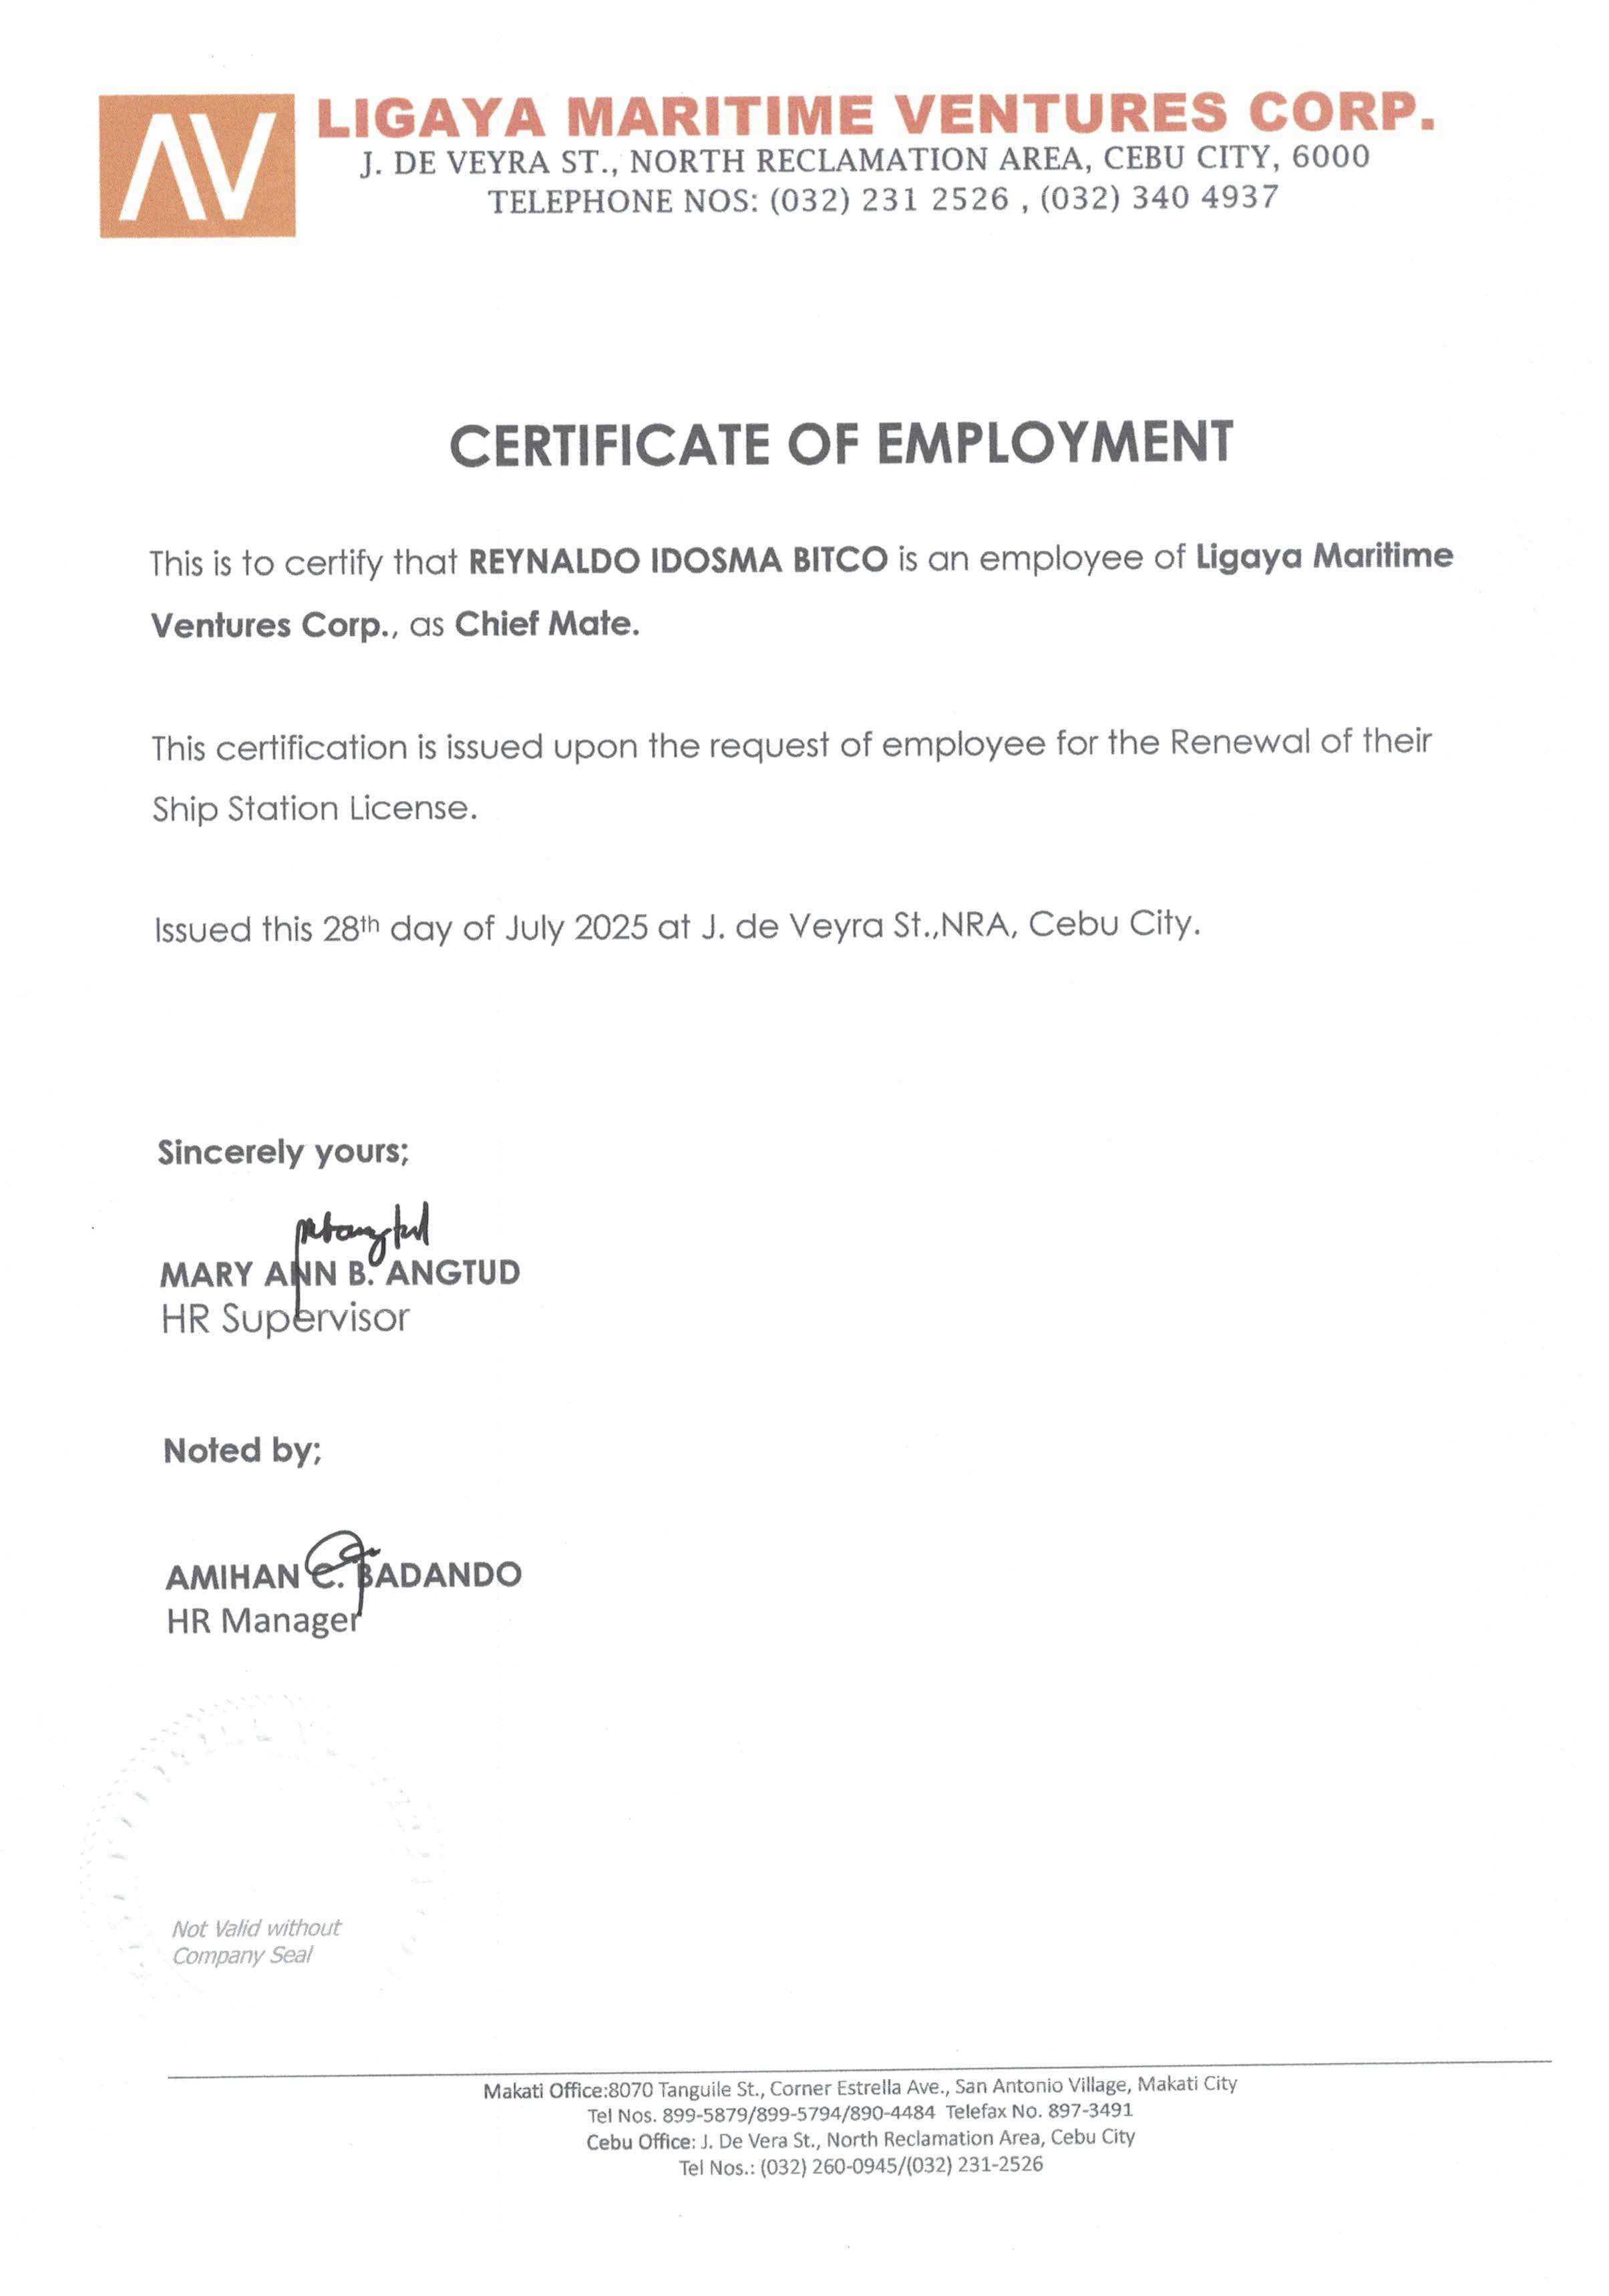 AV
LIGAYA MARITIME VENTURES CORP.
J. DE VEYRA ST., NORTH RECLAMATION AREA, CEBU CITY, 6000
TELEPHONE NOS: (032) 231 2526 , (032) 340 4937
CERTIFICATE OF EMPLOYMENT
This is to certify that REYNALDO IDOSMA BITCO is an employee of Ligaya Maritime
Ventures Corp., as Chief Mate.
This certification is issued upon the request of employee for the Renewal of their
Ship Station License.
Issued this 28th day of July 2025 at J. de Veyra St.,NRA, Cebu City.
Sincerely yours;
MARY ANN B. ANGTUD
HR Supervisor
Noted by;
AMIHAN C. BADANDO
HR Manager
Not Valid without
Company Seal
Makati Office:8070 Tanguile St., Corner Estrella Ave., San Antonio Village, Makati City
Tel Nos. 899-5879/899-5794/890-4484 Telefax No. 897-3491
Cebu Office: J. De Vera St., North Reclamation Area, Cebu City
Tel Nos.: (032) 260-0945/(032) 231-2526